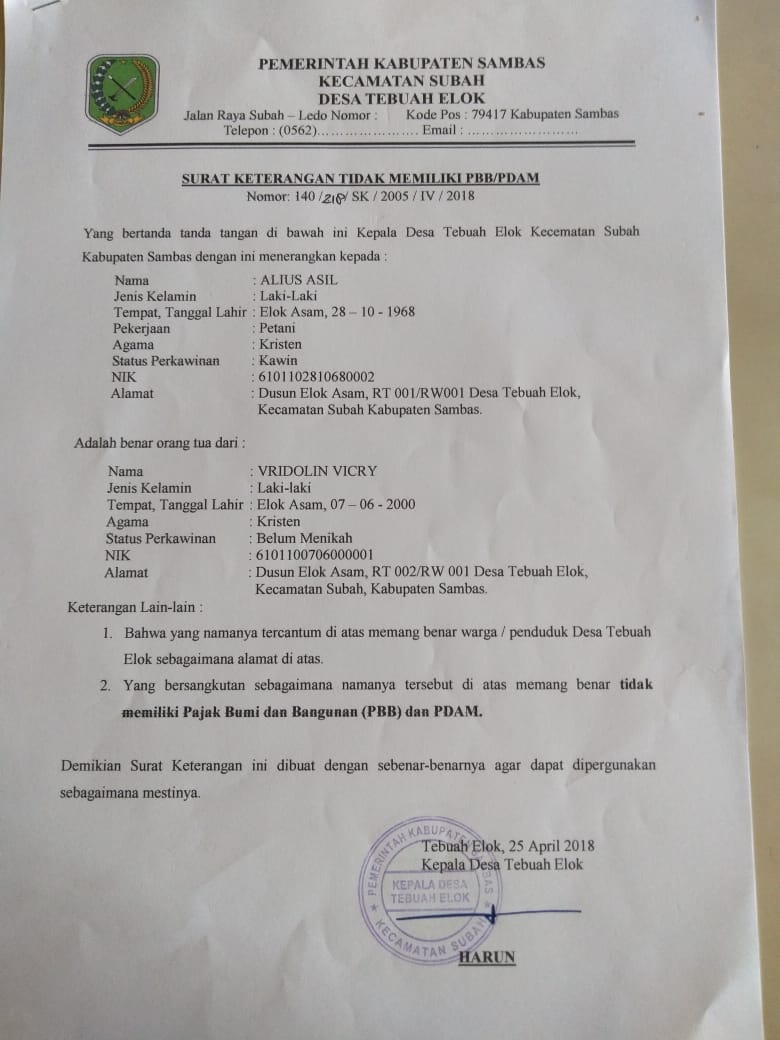 PEMERINTAH KABUPATEN SAMBAS
KECAMATAN SUBAH
DESA TEBUAH ELOK
Jalan Raya Subah – Ledo Nomor : Kode Pos : 79417 Kabupaten Sambas
Telepon : (0562)...................... Email : ..........................
SURAT KETERANGAN TIDAK MEMILIKI PBB/PDAM
Nomor: 140 /218/ SK / 2005 / IV / 2018
Yang bertanda tanda tangan di bawah ini Kepala Desa Tebuah Elok Kecematan Subah
Kabupaten Sambas dengan ini menerangkan kepada :
Nama : ALIUS ASIL
Jenis Kelamin : Laki-Laki
Tempat, Tanggal Lahir : Elok Asam, 28 – 10 - 1968
Pekerjaan : Petani
Agama : Kristen
Status Perkawinan : Kawin
NIK : 6101102810680002
Alamat : Dusun Elok Asam, RT 001/RW001 Desa Tebuah Elok,
Kecamatan Subah Kabupaten Sambas.
Adalah benar orang tua dari :
Nama : VRIDOLIN VICRY
Jenis Kelamin : Laki-laki
Tempat, Tanggal Lahir : Elok Asam, 07 – 06 - 2000
Agama : Kristen
Status Perkawinan : Belum Menikah
NIK : 6101100706000001
Alamat : Dusun Elok Asam, RT 002/RW 001 Desa Tebuah Elok,
Kecamatan Subah, Kabupaten Sambas.
Keterangan Lain-lain :
1. Bahwa yang namanya tercantum di atas memang benar warga / penduduk Desa Tebuah
Elok sebagaimana alamat di atas.
2. Yang bersangkutan sebagaimana namanya tersebut di atas memang benar tidak
memiliki Pajak Bumi dan Bangunan (PBB) dan PDAM.
Demikian Surat Keterangan ini dibuat dengan sebenar-benarnya agar dapat dipergunakan
sebagaimana mestinya.
Tebuah Elok, 25 April 2018
Kepala Desa Tebuah Elok
PEMERINTAH KABUPATEN SAMBAS
KEPALA DESA
TEBUAH ELOK
KECAMATAN SUBAH
HARUN